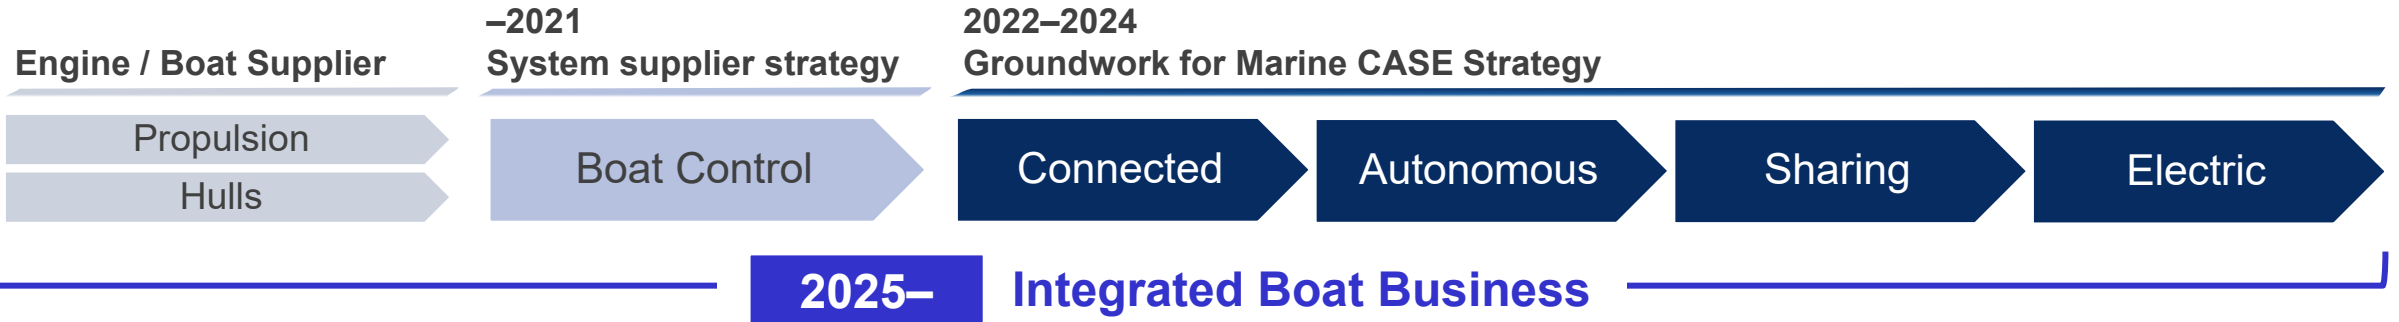 Engine / Boat Supplier
Propulsion
Hulls
–2021
System supplier strategy
Boat Control
2022–2024
Groundwork for Marine CASE Strategy
Connected
Autonomous
Sharing
Electric
2025–
Integrated Boat Business